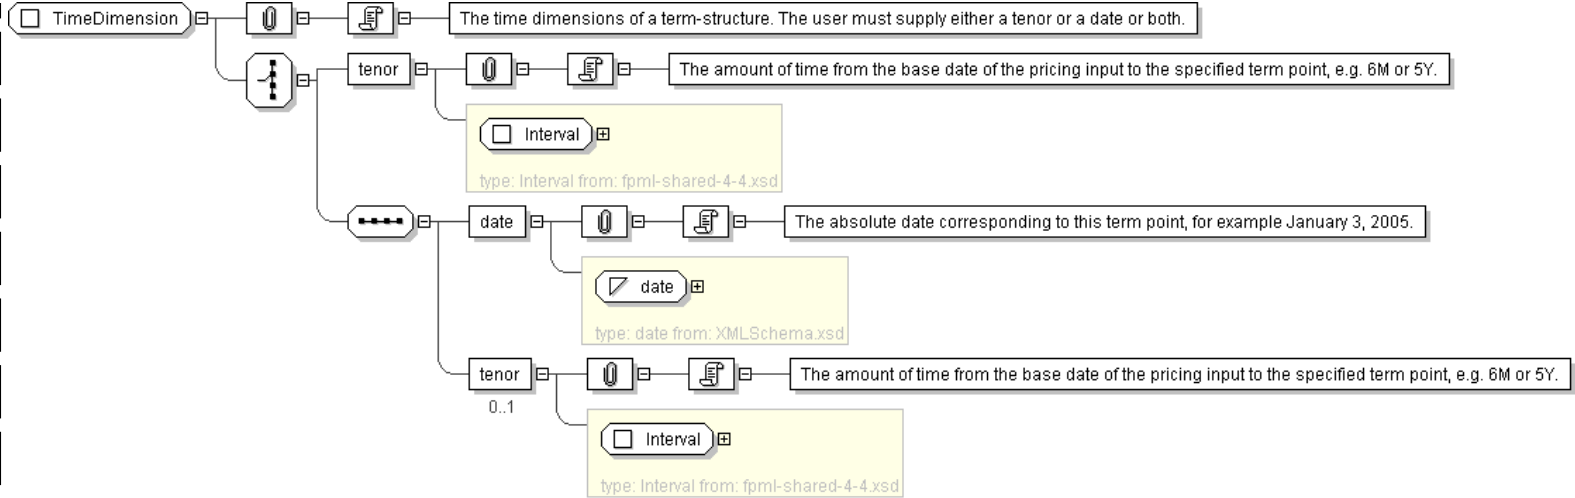 TimeDimension
The time dimensions of a term-structure. The user must supply either a tenor or a date or both.
tenor
The amount of time from the base date of the pricing input to the specified term point, e.g. 6M or 5Y.
Interval
type: Interval from: fpml-shared-4-4.xsd
date
The absolute date corresponding to this term point, for example January 3, 2005.
date
type: date from: XMLSchema.xsd
tenor
The amount of time from the base date of the pricing input to the specified term point, e.g. 6M or 5Y.
0..1
Interval
type: Interval from: fpml-shared-4-4.xsd